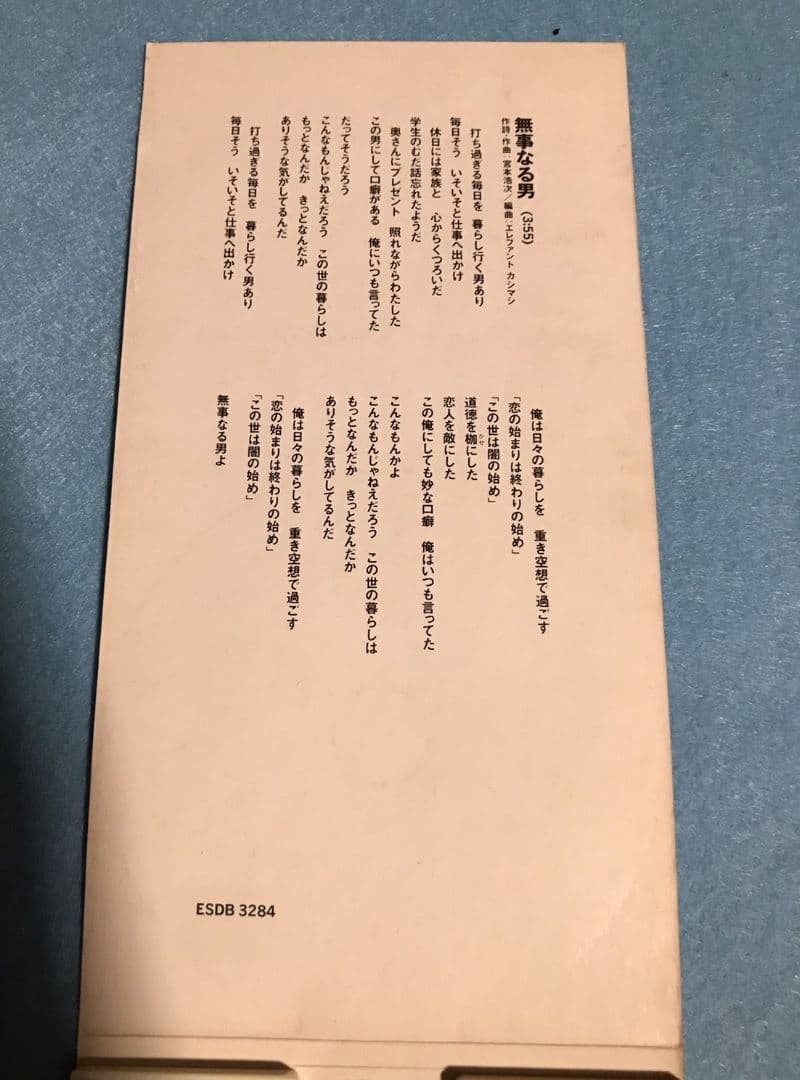 無事なる男 (3:55)
作詩・作曲:宮本浩次/編曲:エレファント カシマシ
打ち過ぎる毎日を 暮らし行く男あり
毎日そう いそいそと仕事へ出かけ
休日には家族と 心からくつろいだ
学生のむだ話忘れたようだ
奥さんにプレゼント 照れながらわたした
この男にして口癖がある 俺にいつも言ってた
だってそうだろう
こんなもんじゃねえだろう この世の暮らしは
もっとなんだか きっとなんだか
ありそうな気がしてるんだ
打ち過ぎる毎日を 暮らし行く男あり
毎日そう いそいそと仕事へ出かけ
俺は日々の暮らしを 重き空想で過ごす
「恋の始まりは終わりの始め」
「この世は闇の始め」
道徳を枷にした
かせ
恋人を敵にした
この俺にしても妙な口癖 俺はいつも言ってた
こんなもんかよ
こんなもんじゃねえだろう この世の暮らしは
もっとなんだか きっとなんだか
ありそうな気がしてるんだ
俺は日々の暮らしを 重き空想で過ごす
「恋の始まりは終わりの始め」
「この世は闇の始め」
無事なる男よ
ESDB 3284